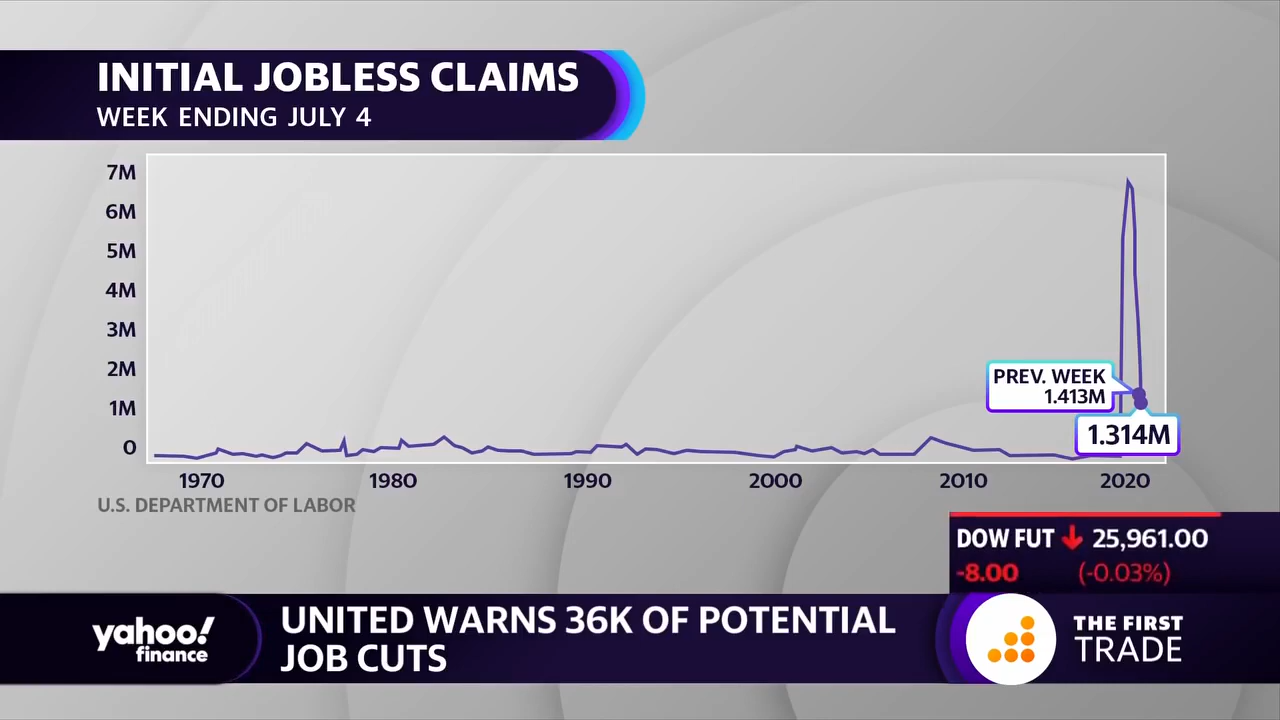 INITIAL JOBLESS CLAIMS
WEEK ENDING JULY 4
7M
6M
5M
4M
3M
2M
1M
0
PREV. WEEK
1.413M
1.314M
1970 1980 1990 2000 2010 2020
U.S. DEPARTMENT OF LABOR
DOW FUT 25,961.00
-8.00 (-0.03%)
yahoo!
finance
UNITED WARNS 36K OF POTENTIAL
JOB CUTS
THE FIRST
TRADE